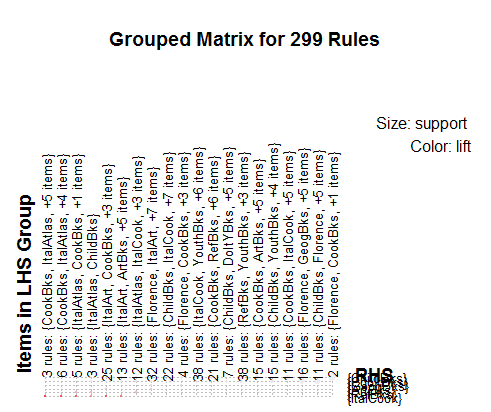 Grouped Matrix for 299 Rules
Size: support
Color: lift
Items in LHS Group
3 rules: {CookBks, ItalAtlas, +5 items}
6 rules: {CookBks, ItalAtlas, +4 items}
5 rules: {ItalAtlas, CookBks, +1 items}
3 rules: {ItalAtlas, ChildBks}
25 rules: {ItalArt, CookBks, +3 items}
13 rules: {ItalArt, ArtBks, +5 items}
12 rules: {ItalAtlas, ItalCook, +3 items}
32 rules: {Florence, ItalArt, +7 items}
22 rules: {ChildBks, ItalCook, +7 items}
4 rules: {Florence, CookBks, +3 items}
38 rules: {ItalCook, YouthBks, +6 items}
21 rules: {CookBks, RefBks, +6 items}
7 rules: {ChildBks, DoItYBks, +5 items}
38 rules: {RefBks, YouthBks, +3 items}
15 rules: {CookBks, ArtBks, +5 items}
15 rules: {ChildBks, YouthBks, +4 items}
11 rules: {CookBks, ItalCook, +5 items}
16 rules: {Florence, GeogBks, +5 items}
11 rules: {ChildBks, Florence, +5 items}
2 rules: {Florence, CookBks, +1 items}
RHS
{ItalCook}